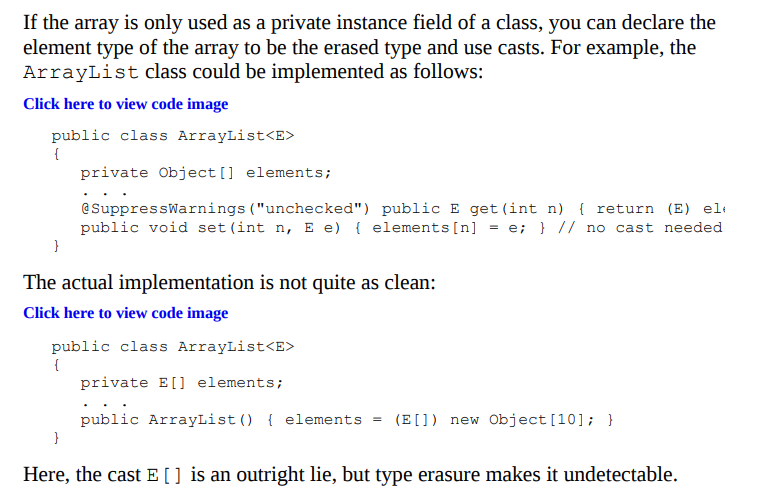 If the array is only used as a private instance field of a class, you can declare the
element type of the array to be the erased type and use casts. For example, the
ArrayList class could be implemented as follows:
Click here to view code image
public class ArrayList<E>
{
private Object[] elements;
. . .
@SuppressWarnings("unchecked") public E get(int n) { return (E)
public void set(int n, E e) { elements[n] = e; } // no cast needed
}
The actual implementation is not quite as clean:
Click here to view code image
public class ArrayList<E>
{
private E[] elements;
. . .
public ArrayList() { elements = (E[]) new Object[10]; }
}
Here, the cast E[] is an outright lie, but type erasure makes it undetectable.